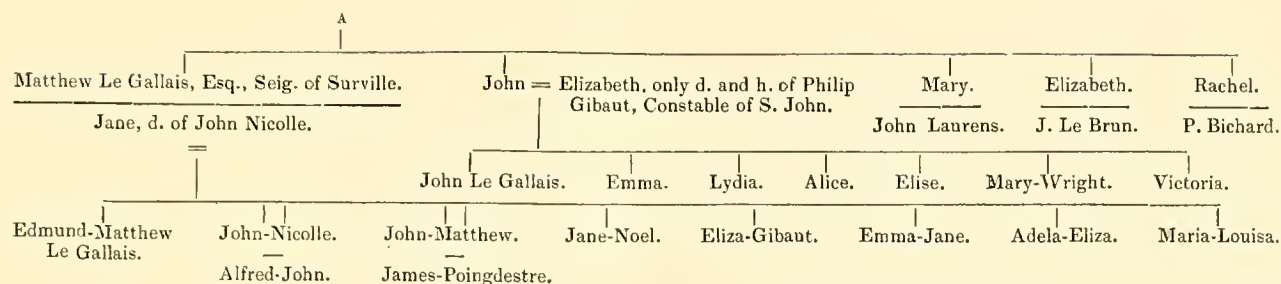 A
Matthew Le Gallais, Esq., Seig. of Surville. John = Elizabeth, only d. and h. of Philip Mary. Elizabeth. Rachel.
Gibaut, Constable of S. John.
Jane, d. of John Nicolle. John Laurens. J. Le Brun. P. Bichard.
=
John Le Gallais. Emma. Lydia. Alice. Elise. Mary-Wright. Victoria.
Edmund-Matthew John-Nicolle. John-Matthew. Jane-Noel. Eliza-Gibaut. Emma-Jane. Adela-Eliza. Maria-Louisa.
Le Gallais.
Alfred-John. James-Poingdestre.